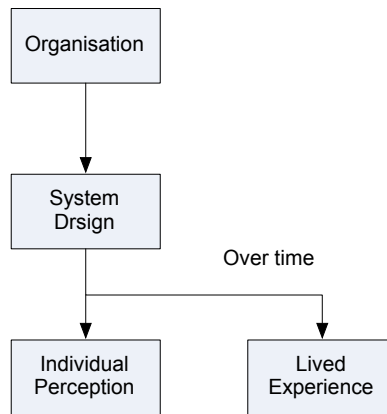 Organisation
System
Drsign
Over time
Individual
Perception
Lived
Experience